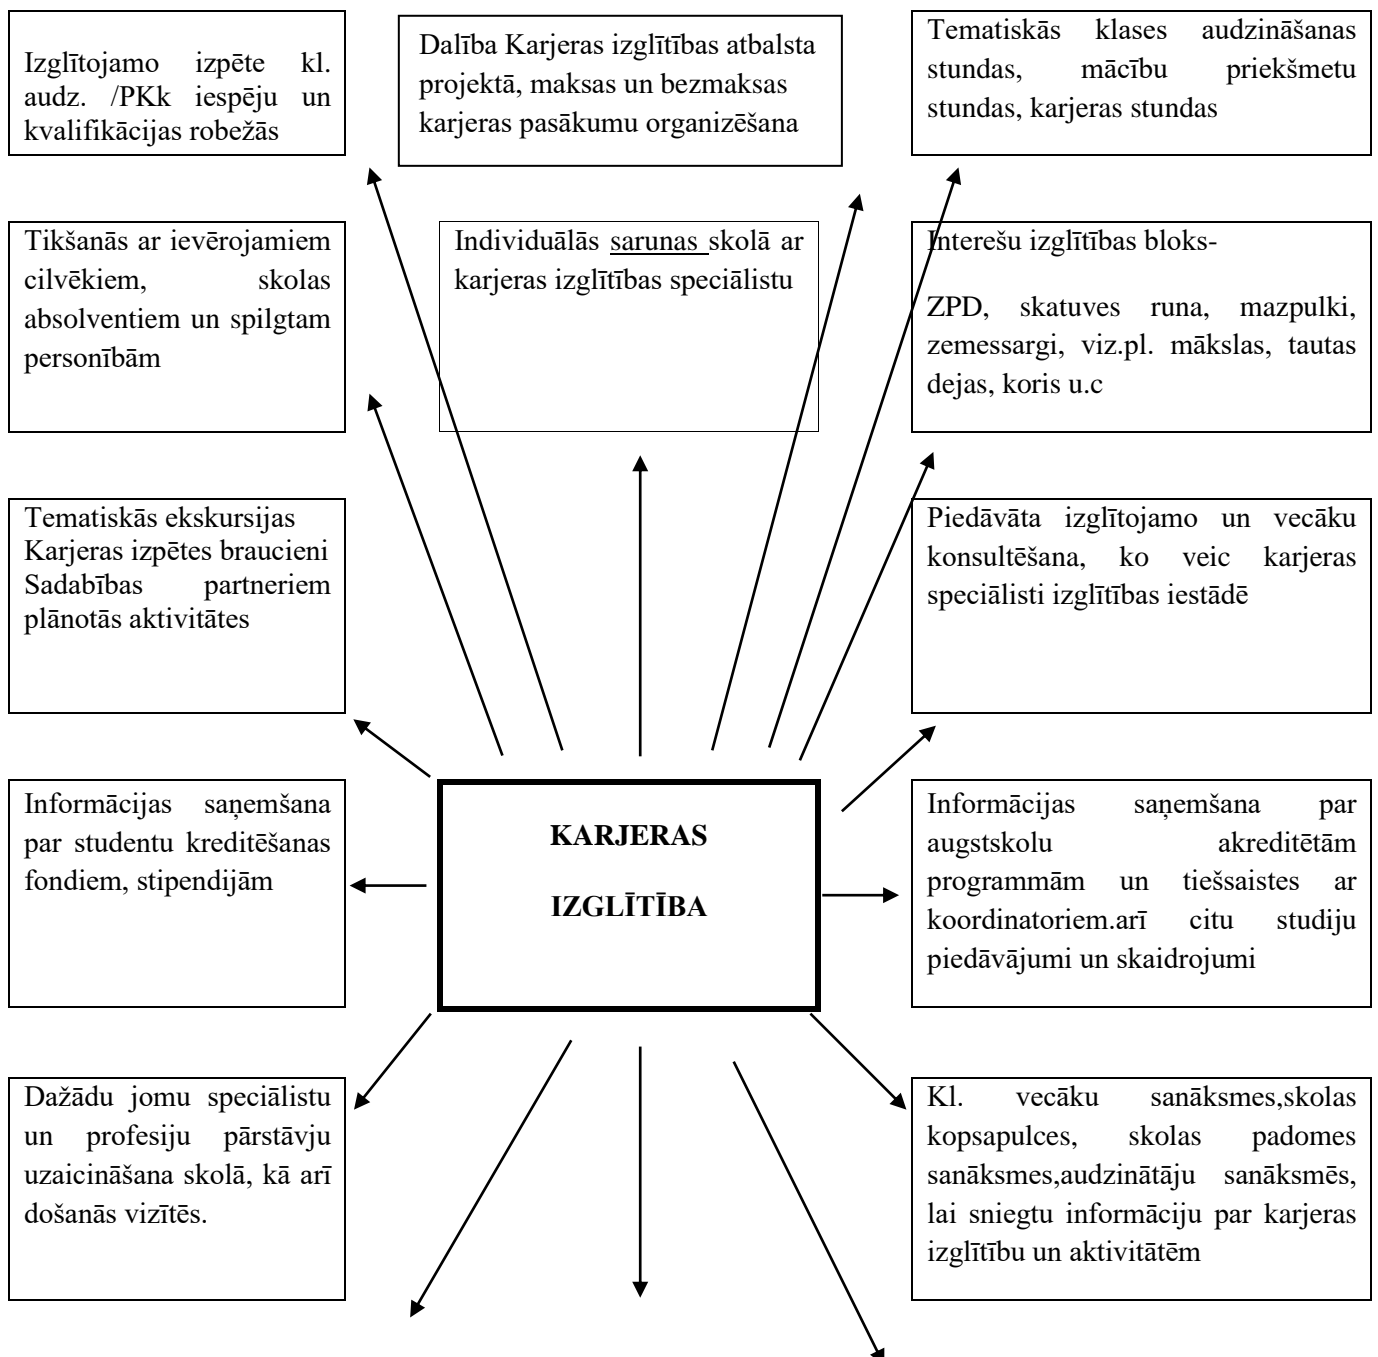 Izglītojamo izpēte kl.
audz. /PKk iespēju un
kvalifikācijas robežās
Dalība Karjeras izglītības atbalsta
projektā, maksas un bezmaksas
karjeras pasākumu organizēšana
Tematiskās klases audzināšanas
stundas, mācību priekšmetu
stundas, karjeras stundas
Tikšanās ar ievērojamiem
cilvēkiem, skolas
absolventiem un spilgtam
personībām
Individuālās sarunas skolā ar
karjeras izglītības speciālistu
Interešu izglītības bloks-
ZPD, skatuves runa, mazpulki,
zemessargi, viz.pl. mākslas, tautas
dejas, koris u.c
Tematiskās ekskursijas
Karjeras izpētes braucieni
Sadabības partneriem
plānotās aktivitātes
Piedāvāta izglītojamo un vecāku
konsultēšana, ko veic karjeras
speciālisti izglītības iestādē
Informācijas saņemšana
par studentu kreditēšanas
fondiem, stipendijām
KARJERAS
IZGLĪTĪBA
Informācijas saņemšana par
augstskolu akreditētām
programmām un tiešsaistes ar
koordinatoriem.arī citu studiju
piedāvājumi un skaidrojumi
Dažādu jomu speciālistu
un profesiju pārstāvju
uzaicināšana skolā, kā arī
došanās vizītēs.
Kl. vecāku sanāksmes,skolas
kopsapulces, skolas padomes
sanāksmes,audzinātāju sanāksmēs,
lai sniegtu informāciju par karjeras
izglītību un aktivitātēm